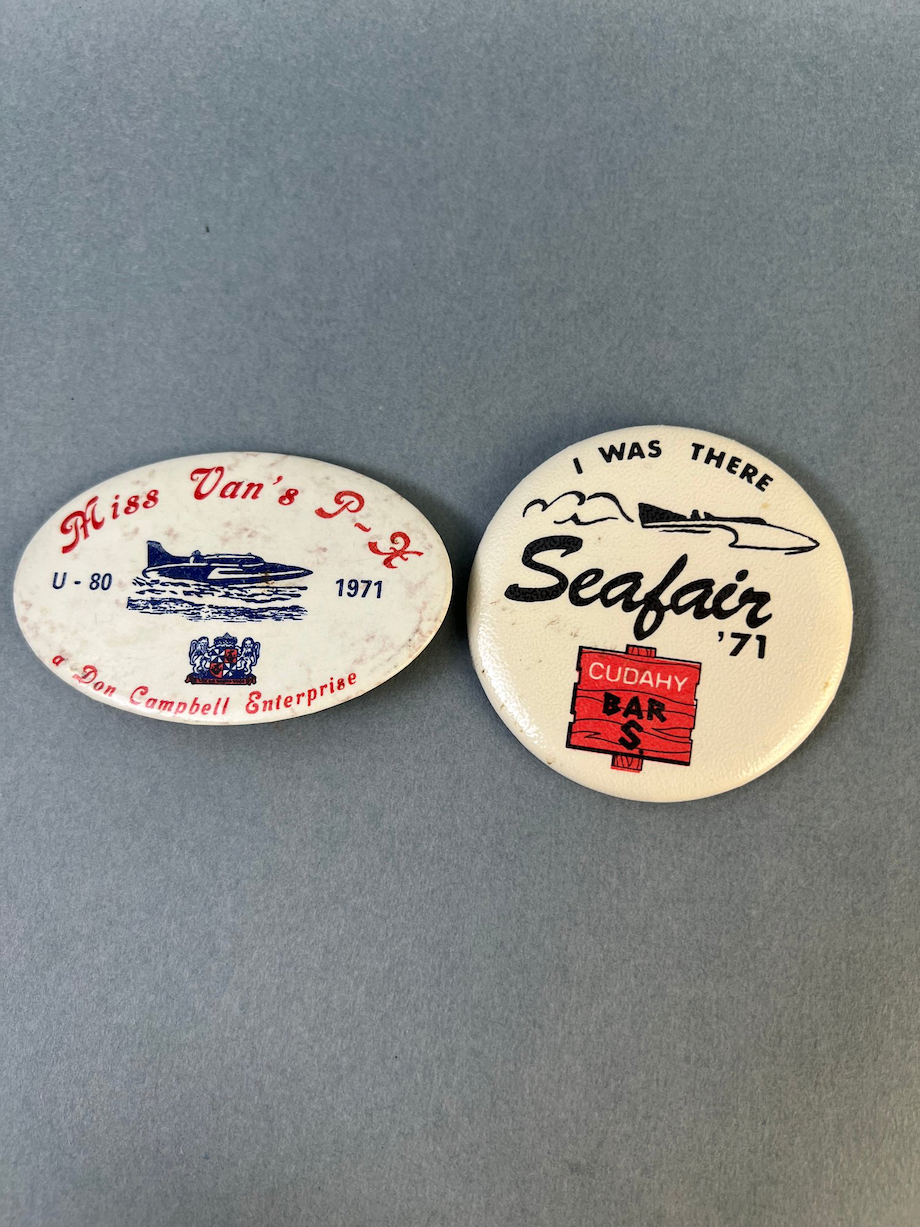 Miss Van's P-X
U - 80
1971
a Don Campbell Enterprise
I WAS THERE
Seafair
'71
CUDAHY
BAR
S